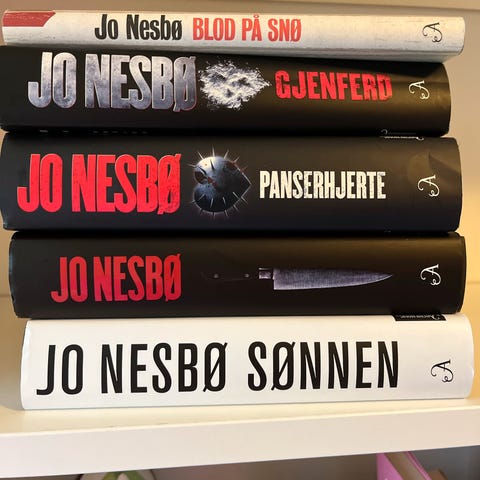 Jo Nesbø BLOD PÅ SNØ A
JO NESBØ GJENFERD A
JO NESBØ PANSERHJERTE A
JO NESBØ A
JO NESBØ SØNNEN A